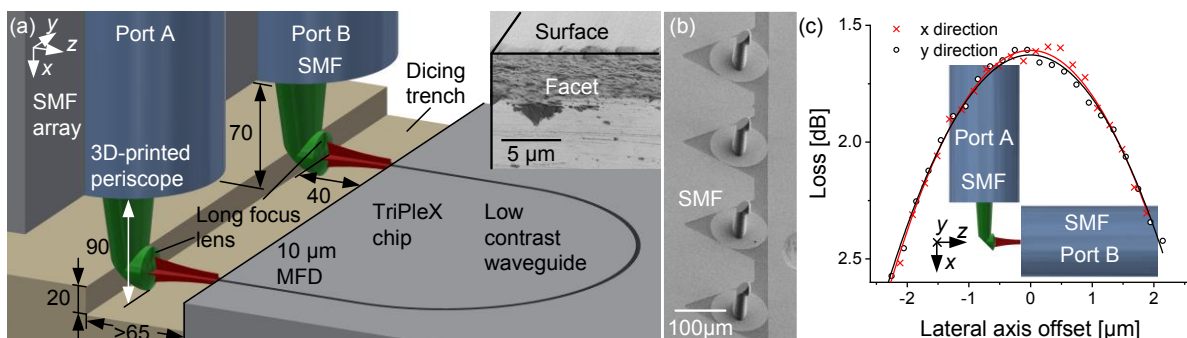 (a)
y
z
x
SMF
array
Port A
Port B
SMF
3D-printed
periscope
70
40
90
20
>65
Long focus
lens
10 µm
MFD
Dicing
trench
TriPleX
chip
Low
contrast
waveguide
Surface
Facet
5 µm
(b)
SMF
100µm
(c)
x direction
y direction
1.5
2.0
2.5
Loss [dB]
Port A
SMF
SMF
Port B
y
z
x
-2
-1
0
1
2
Lateral axis offset [µm]